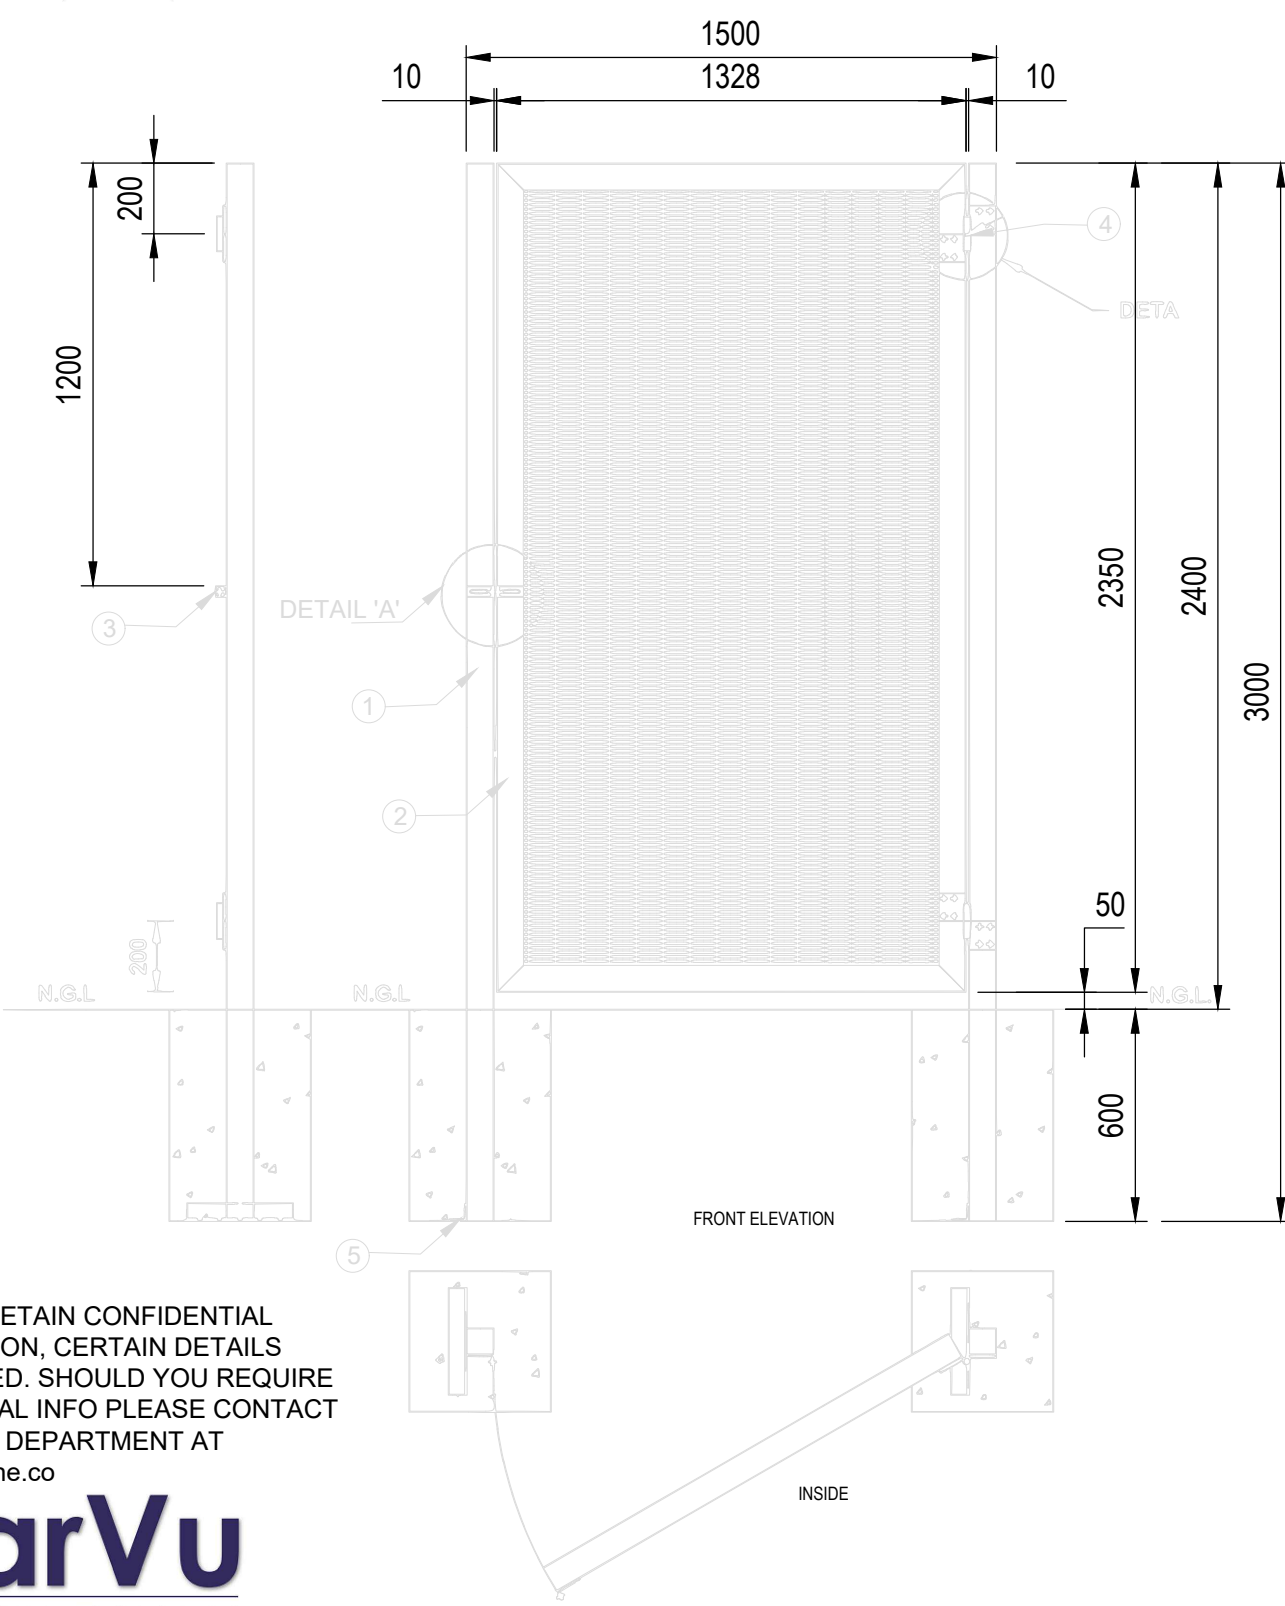 1500
10
1328
10
200
1200
4
DETA
DETAIL 'A'
3
1
2
2350
2400
3000
50
200
N.G.L
N.G.L
N.G.L.
600
FRONT ELEVATION
5
ETAIN CONFIDENTIAL
ON, CERTAIN DETAILS
ED. SHOULD YOU REQUIRE
AL INFO PLEASE CONTACT
DEPARTMENT AT
ne.co
INSIDE
arVu